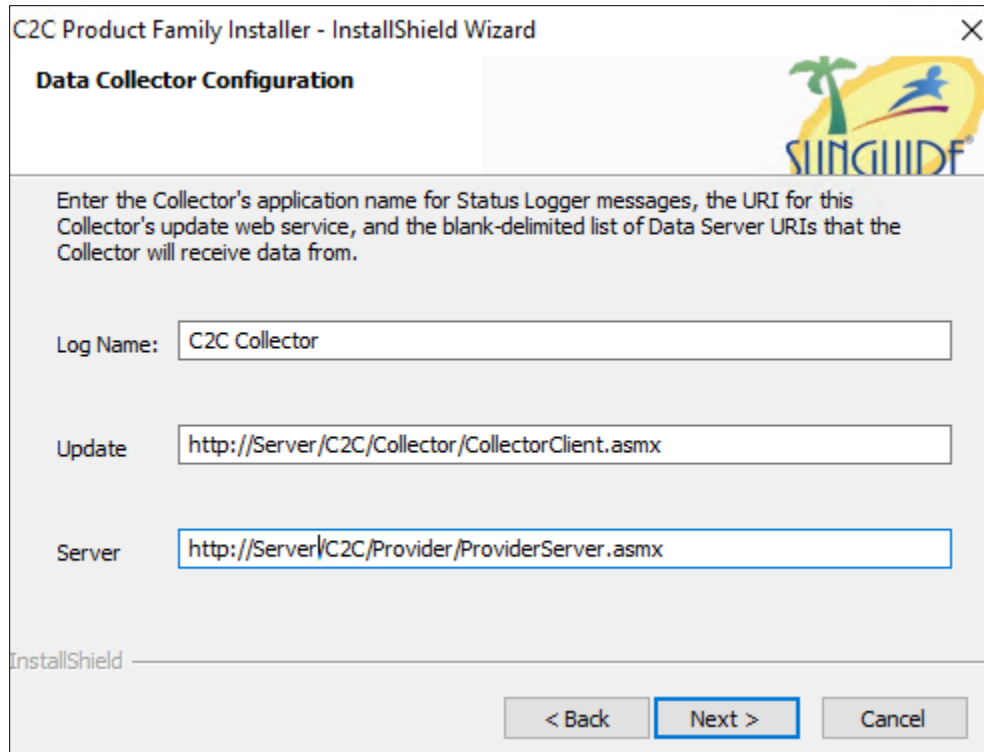 C2C Product Family Installer - InstallShield Wizard
Data Collector Configuration
SUNGUIDE®
Enter the Collector's application name for Status Logger messages, the URI for this
Collector's update web service, and the blank-delimited list of Data Server URIs that the
Collector will receive data from.
Log Name: C2C Collector
Update http://Server/C2C/Collector/CollectorClient.asmx
Server http://Server/C2C/Provider/ProviderServer.asmx
InstallShield
< Back Next > Cancel